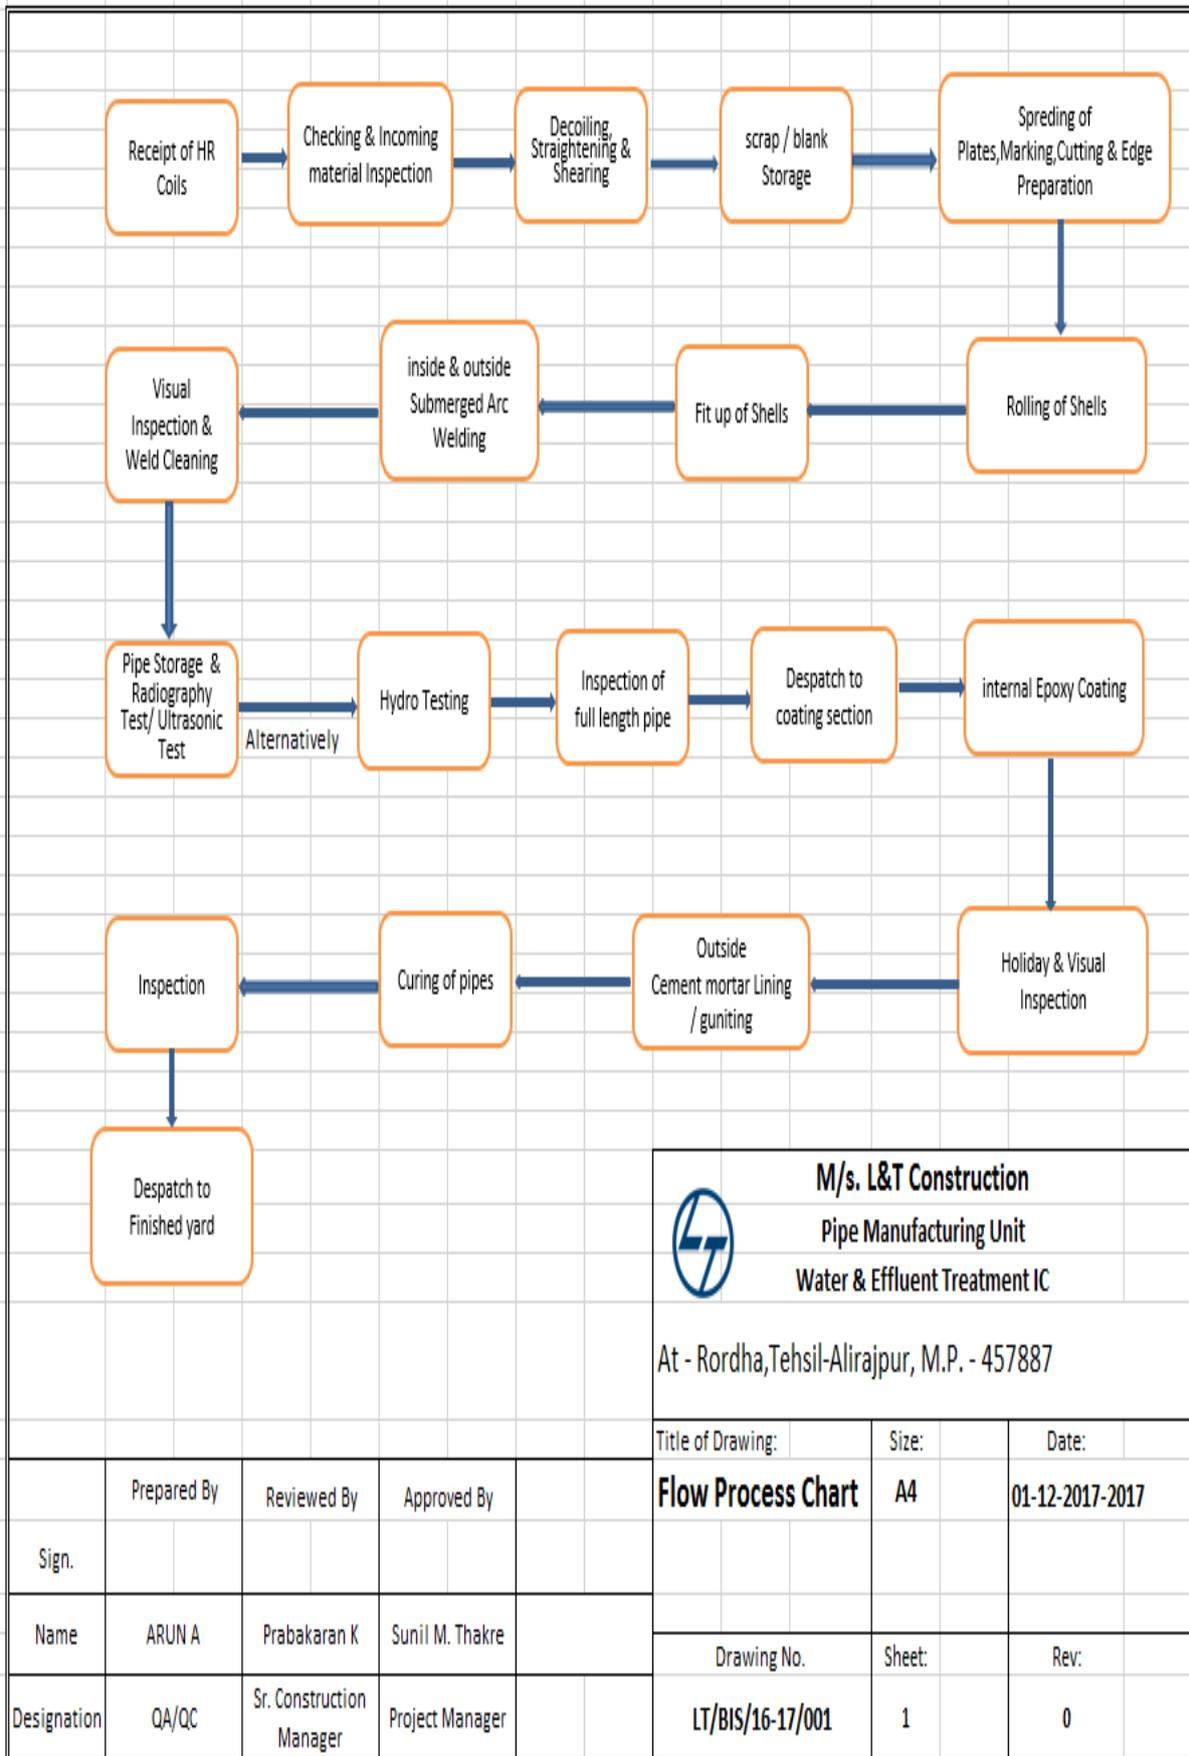 Receipt of HR
Coils
Checking & Incoming
material Inspection
Decoiling,
Straightening &
Shearing
scrap / blank
Storage
Spreding of
Plates,Marking,Cutting & Edge
Preparation
Rolling of Shells
Fit up of Shells
inside & outside
Submerged Arc
Welding
Visual
Inspection &
Weld Cleaning
Pipe Storage &
Radiography
Test/ Ultrasonic
Test
Alternatively
Hydro Testing
Inspection of
full length pipe
Despatch to
coating section
internal Epoxy Coating
Holiday & Visual
Inspection
Outside
Cement mortar Lining
/ guniting
Curing of pipes
Inspection
Despatch to
Finished yard
LT
M/s. L&T Construction
Pipe Manufacturing Unit
Water & Effluent Treatment IC
At - Rordha,Tehsil-Alirajpur, M.P. - 457887
Title of Drawing:
Flow Process Chart
Size:
A4
Date:
01-12-2017-2017
Drawing No.
LT/BIS/16-17/001
Sheet:
1
Rev:
0
Prepared By
Reviewed By
Approved By
Sign.
Name
ARUN A
Prabakaran K
Sunil M. Thakre
Designation
QA/QC
Sr. Construction
Manager
Project Manager